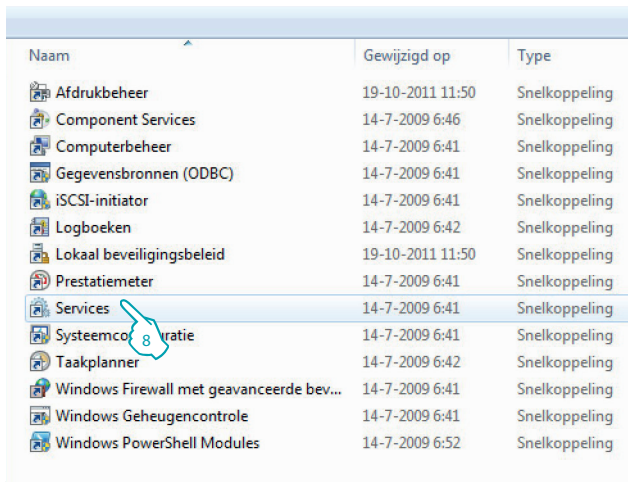 Naam Gewijzigd op Type
Afdrukbeheer 19-10-2011 11:50 Snelkoppeling
Component Services 14-7-2009 6:46 Snelkoppeling
Computerbeheer 14-7-2009 6:41 Snelkoppeling
Gegevensbronnen (ODBC) 14-7-2009 6:41 Snelkoppeling
iSCSI-initiator 14-7-2009 6:41 Snelkoppeling
Logboeken 14-7-2009 6:42 Snelkoppeling
Lokaal beveiligingsbeleid 19-10-2011 11:50 Snelkoppeling
Prestatiemeter 14-7-2009 6:41 Snelkoppeling
Services 14-7-2009 6:41 Snelkoppeling
14-7-2009 6:41 Snelkoppeling
8
Taakplanner 14-7-2009 6:42 Snelkoppeling
Windows Firewall met geavanceerde bev... 14-7-2009 6:41 Snelkoppeling
Windows Geheugencontrole 14-7-2009 6:41 Snelkoppeling
Windows PowerShell Modules 14-7-2009 6:52 Snelkoppeling